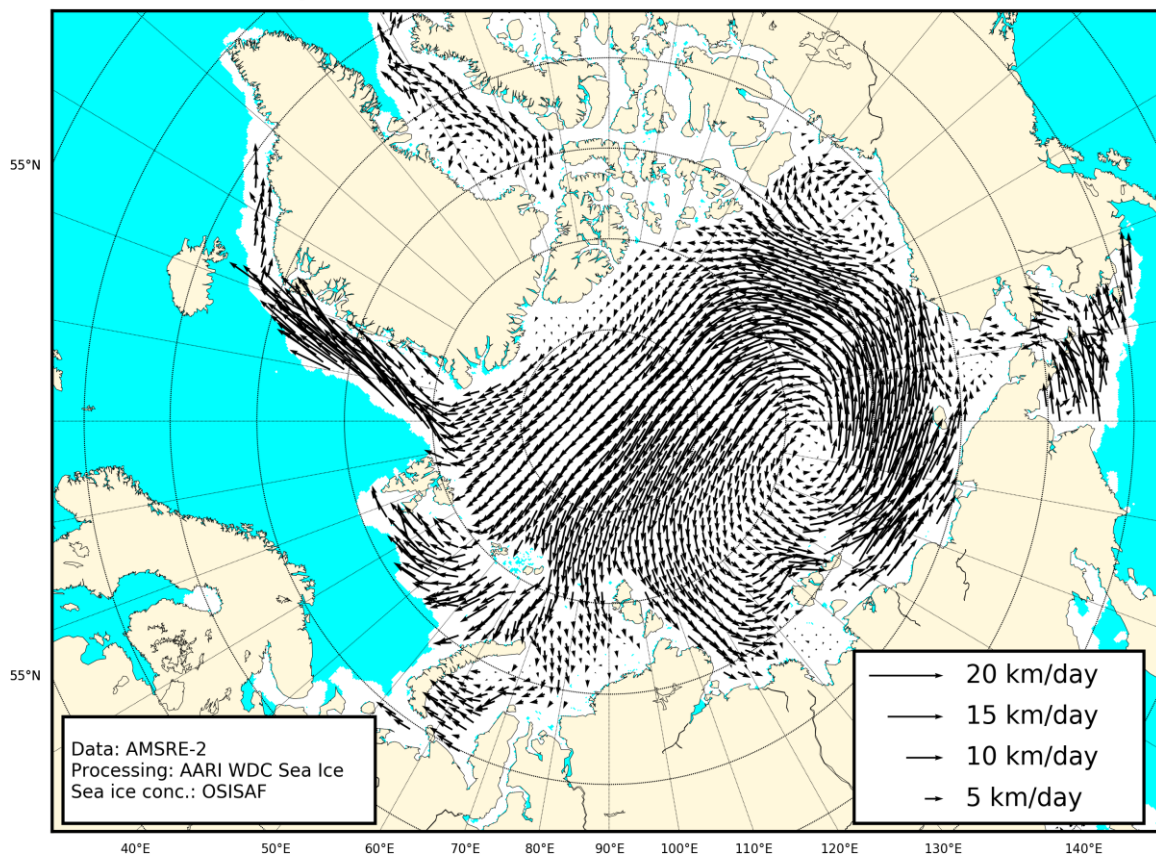 55°N
55°N
Data: AMSRE-2
Processing: AARI WDC Sea Ice
Sea ice conc.: OSISAF
20 km/day
15 km/day
10 km/day
5 km/day
40°E 50°E 60°E 70°E 80°E 90°E 100°E 110°E 120°E 130°E 140°E